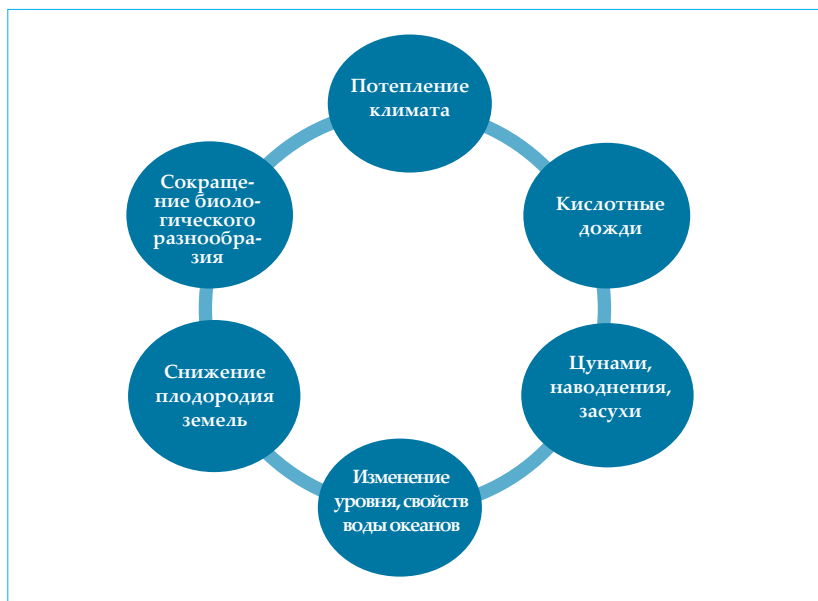 Потепление
климата
Кислотные
дожди
Цунами,
наводнения,
засухи
Изменение
уровня, свойств
воды океанов
Снижение
плодородия
земель
Сокраще-
ние биоло-
гического
разнообра-
зия